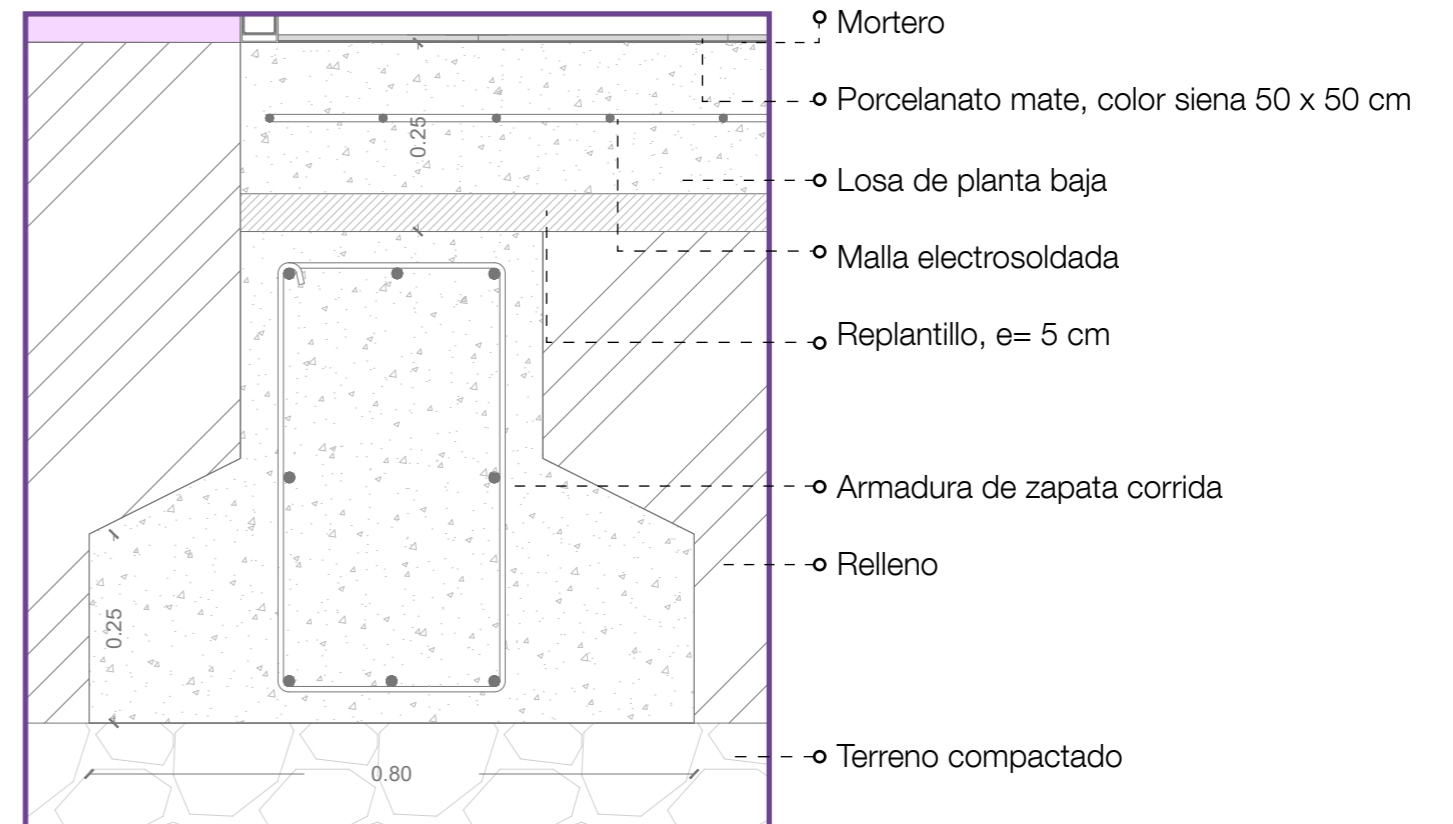 Mortero
Porcelanato mate, color siena 50 x 50 cm
0.25
Losa de planta baja
Malla electrosoldada
Replantillo, e= 5 cm
Armadura de zapata corrida
Relleno
0.25
Terreno compactado
0.80